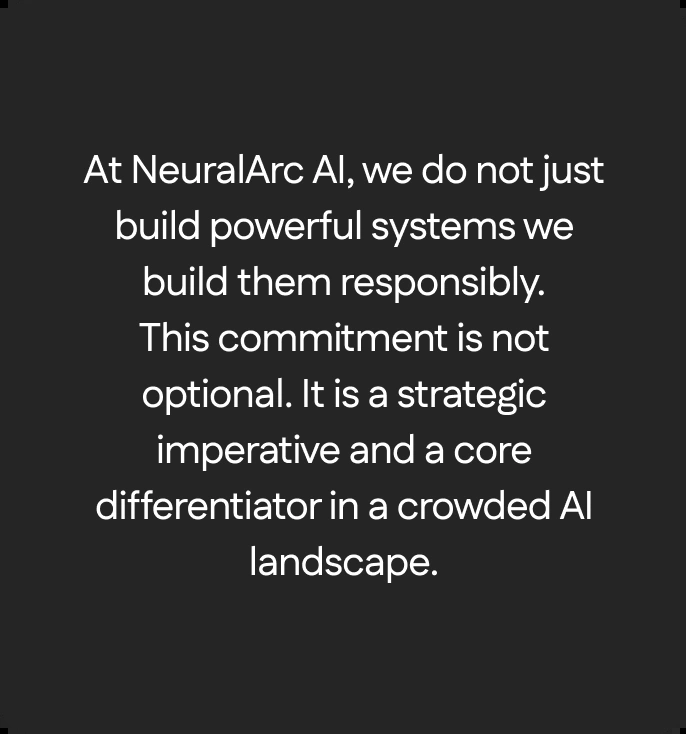 At NeuralArc AI, we do not just
build powerful systems we
build them responsibly.
This commitment is not
optional. It is a strategic
imperative and a core
differentiator in a crowded AI
landscape.